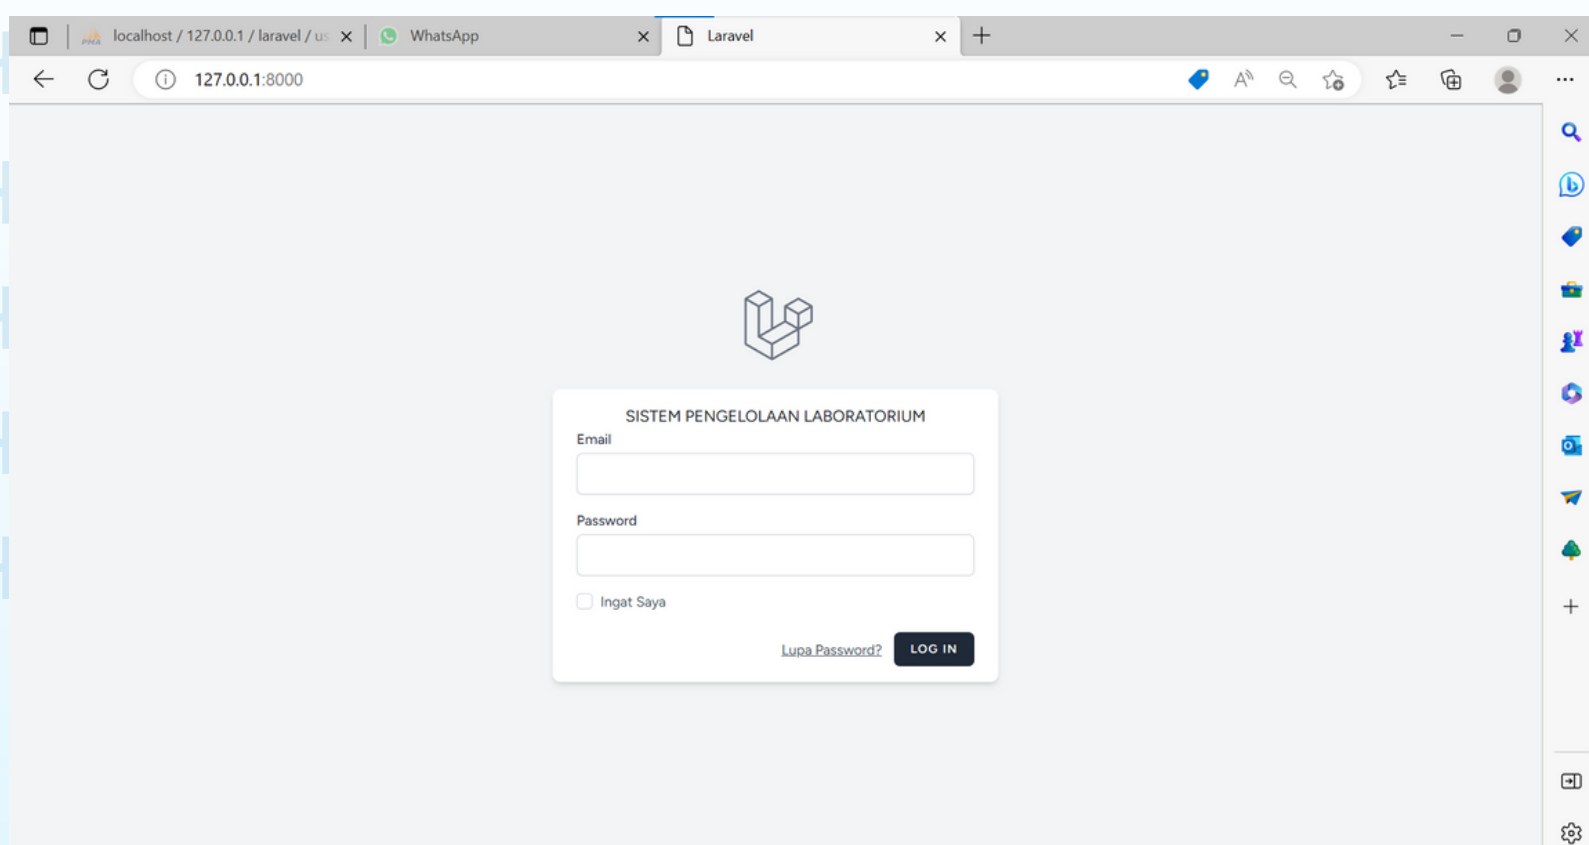 localhost / 127.0.0.1 / laravel / us
WhatsApp
Laravel
127.0.0.1:8000
SISTEM PENGELOLAAN LABORATORIUM
Email
Password
Ingat Saya
Lupa Password?
LOG IN